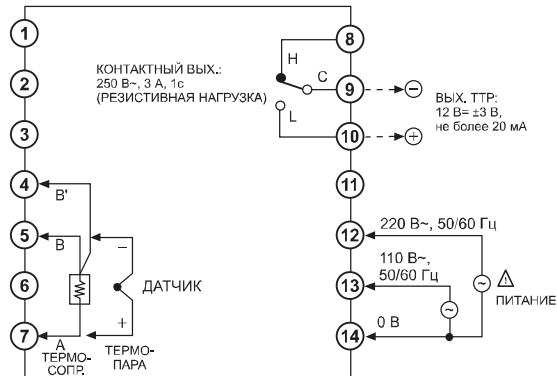 1
2
3
4
5
6
7
8
9
10
11
12
13
14
КОНТАКТНЫЙ ВЫХ.:
250 В~, 3 А, 1с
(РЕЗИСТИВНАЯ НАГРУЗКА)
H
C
L
−
+
ВЫХ. ТТР:
12 В= ±3 В,
не более 20 мА
B'
B
A
ТЕРМО-
СОПР.
−
+
ТЕРМО-
ПАРА
ДАТЧИК
220 В~, 50/60 Гц
110 В~,
50/60 Гц
0 В
~
~
ПИТАНИЕ